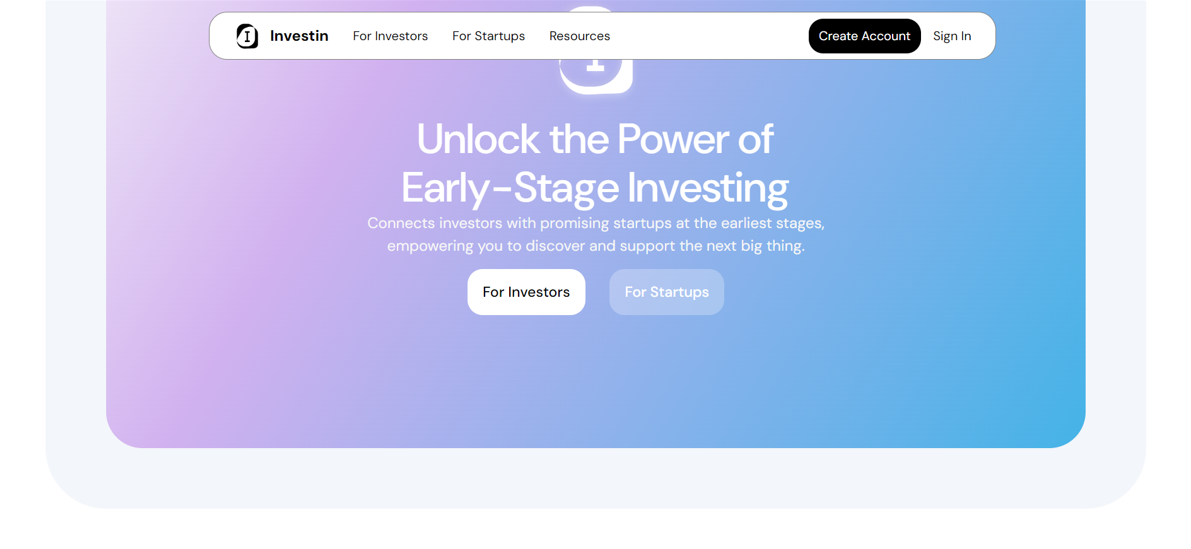 I Investin For Investors For Startups Resources Create Account Sign In
I
Unlock the Power of
Early-Stage Investing
Connects investors with promising startups at the earliest stages,
empowering you to discover and support the next big thing.
For Investors For Startups